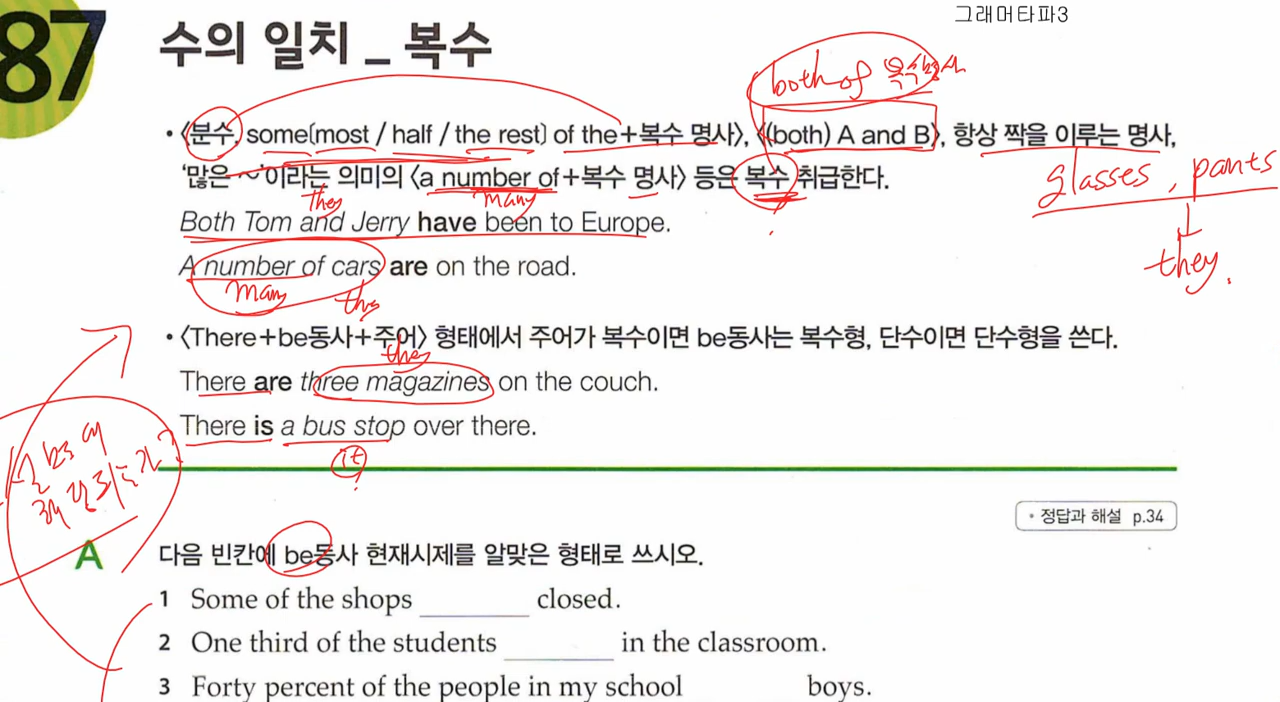 그래머타파3
87 수의 일치 _ 복수
both of 복수명사
• 〈분수, some(most / half / the rest) of the+복수 명사〉, 〈(both) A and B〉, 항상 짝을 이루는 명사,
'많은 ~'이라는 의미의 〈a number of+복수 명사〉 등은 복수 취급한다.
glasses, pants
they many
Both Tom and Jerry have been to Europe.
they.
A number of cars are on the road.
many
• 〈There+be동사+주어〉 형태에서 주어가 복수이면 be동사는 복수형, 단수이면 단수형을 쓴다.
they
There are three magazines on the couch.
There is a bus stop over there.
it
• 정답과 해설 p.34
A 다음 빈칸에 be동사 현재시제를 알맞은 형태로 쓰시오.
1 Some of the shops ________ closed.
2 One third of the students ________ in the classroom.
3 Forty percent of the people in my school boys.